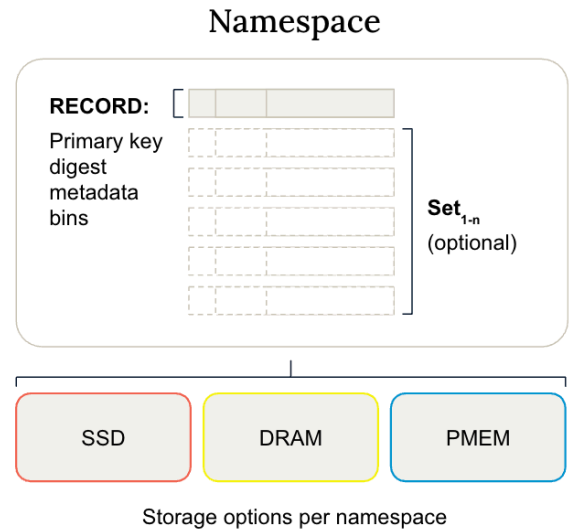 Namespace
RECORD:
Primary key
digest
metadata
bins
Set1-n
(optional)
SSD
DRAM
PMEM
Storage options per namespace